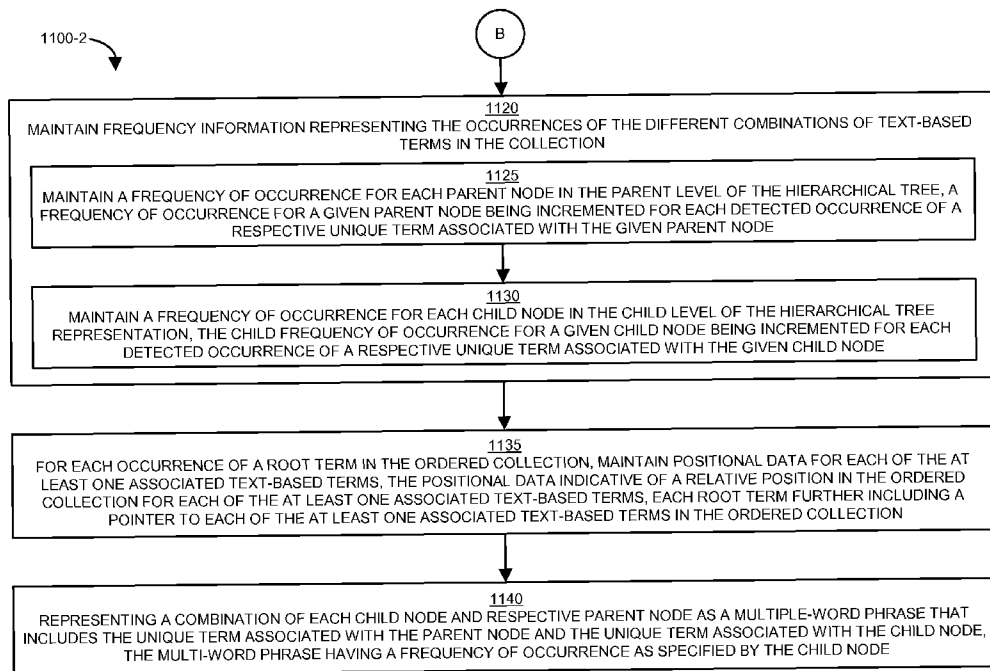 1100-2
B
1120
MAINTAIN FREQUENCY INFORMATION REPRESENTING THE OCCURRENCES OF THE DIFFERENT COMBINATIONS OF TEXT-BASED
TERMS IN THE COLLECTION
1125
MAINTAIN A FREQUENCY OF OCCURRENCE FOR EACH PARENT NODE IN THE PARENT LEVEL OF THE HIERARCHICAL TREE, A
FREQUENCY OF OCCURRENCE FOR A GIVEN PARENT NODE BEING INCREMENTED FOR EACH DETECTED OCCURRENCE OF A
RESPECTIVE UNIQUE TERM ASSOCIATED WITH THE GIVEN PARENT NODE
1130
MAINTAIN A FREQUENCY OF OCCURRENCE FOR EACH CHILD NODE IN THE CHILD LEVEL OF THE HIERARCHICAL TREE
REPRESENTATION, THE CHILD FREQUENCY OF OCCURRENCE FOR A GIVEN CHILD NODE BEING INCREMENTED FOR EACH
DETECTED OCCURRENCE OF A RESPECTIVE UNIQUE TERM ASSOCIATED WITH THE GIVEN CHILD NODE
1135
FOR EACH OCCURRENCE OF A ROOT TERM IN THE ORDERED COLLECTION, MAINTAIN POSITIONAL DATA FOR EACH OF THE AT
LEAST ONE ASSOCIATED TEXT-BASED TERMS, THE POSITIONAL DATA INDICATIVE OF A RELATIVE POSITION IN THE ORDERED
COLLECTION FOR EACH OF THE AT LEAST ONE ASSOCIATED TEXT-BASED TERMS, EACH ROOT TERM FURTHER INCLUDING A
POINTER TO EACH OF THE AT LEAST ONE ASSOCIATED TEXT-BASED TERMS IN THE ORDERED COLLECTION
1140
REPRESENTING A COMBINATION OF EACH CHILD NODE AND RESPECTIVE PARENT NODE AS A MULTIPLE-WORD PHRASE THAT
INCLUDES THE UNIQUE TERM ASSOCIATED WITH THE PARENT NODE AND THE UNIQUE TERM ASSOCIATED WITH THE CHILD NODE,
THE MULTI-WORD PHRASE HAVING A FREQUENCY OF OCCURRENCE AS SPECIFIED BY THE CHILD NODE